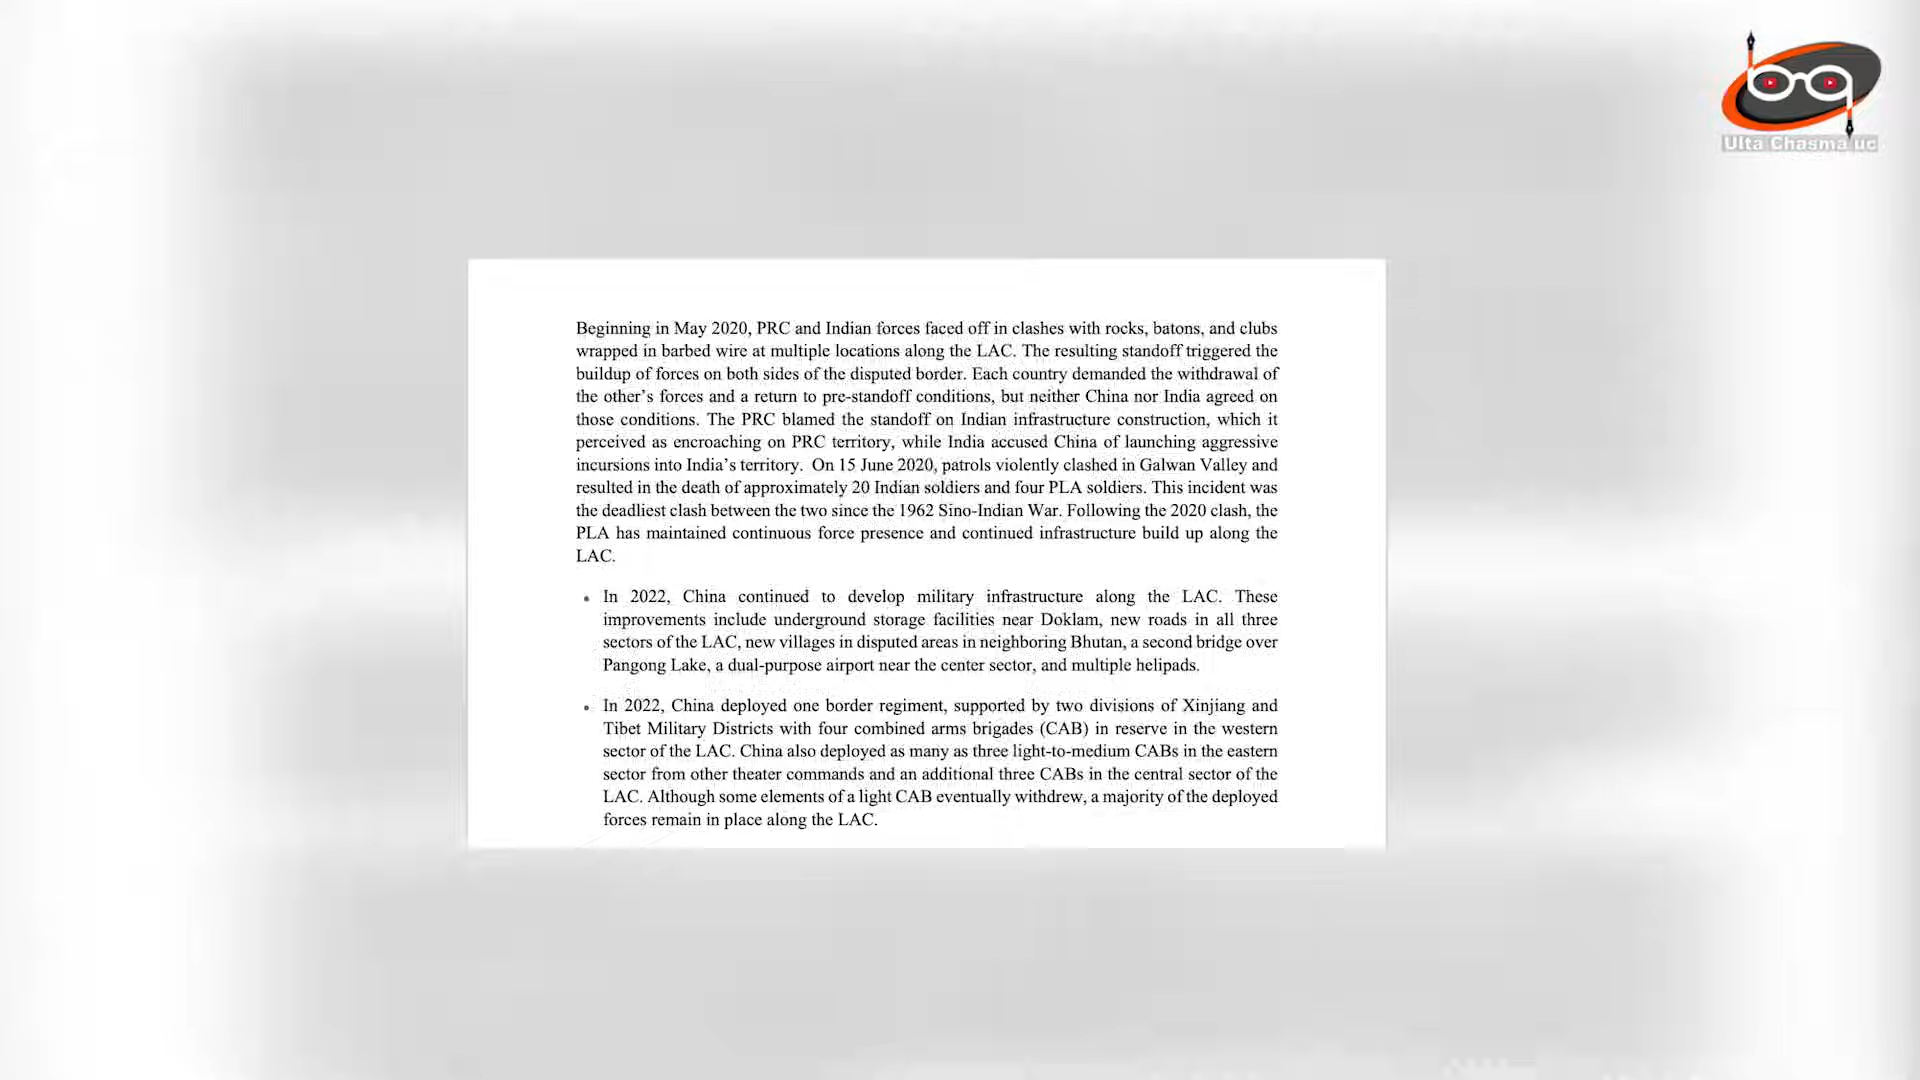 bq
Ulta Chasma uc
Beginning in May 2020, PRC and Indian forces faced off in clashes with rocks, batons, and clubs
wrapped in barbed wire at multiple locations along the LAC. The resulting standoff triggered the
buildup of forces on both sides of the disputed border. Each country demanded the withdrawal of
the other’s forces and a return to pre-standoff conditions, but neither China nor India agreed on
those conditions. The PRC blamed the standoff on Indian infrastructure construction, which it
perceived as encroaching on PRC territory, while India accused China of launching aggressive
incursions into India’s territory. On 15 June 2020, patrols violently clashed in Galwan Valley and
resulted in the death of approximately 20 Indian soldiers and four PLA soldiers. This incident was
the deadliest clash between the two since the 1962 Sino-Indian War. Following the 2020 clash, the
PLA has maintained continuous force presence and continued infrastructure build up along the
LAC.
• In 2022, China continued to develop military infrastructure along the LAC. These
improvements include underground storage facilities near Doklam, new roads in all three
sectors of the LAC, new villages in disputed areas in neighboring Bhutan, a second bridge over
Pangong Lake, a dual-purpose airport near the center sector, and multiple helipads.
• In 2022, China deployed one border regiment, supported by two divisions of Xinjiang and
Tibet Military Districts with four combined arms brigades (CAB) in reserve in the western
sector of the LAC. China also deployed as many as three light-to-medium CABs in the eastern
sector from other theater commands and an additional three CABs in the central sector of the
LAC. Although some elements of a light CAB eventually withdrew, a majority of the deployed
forces remain in place along the LAC.